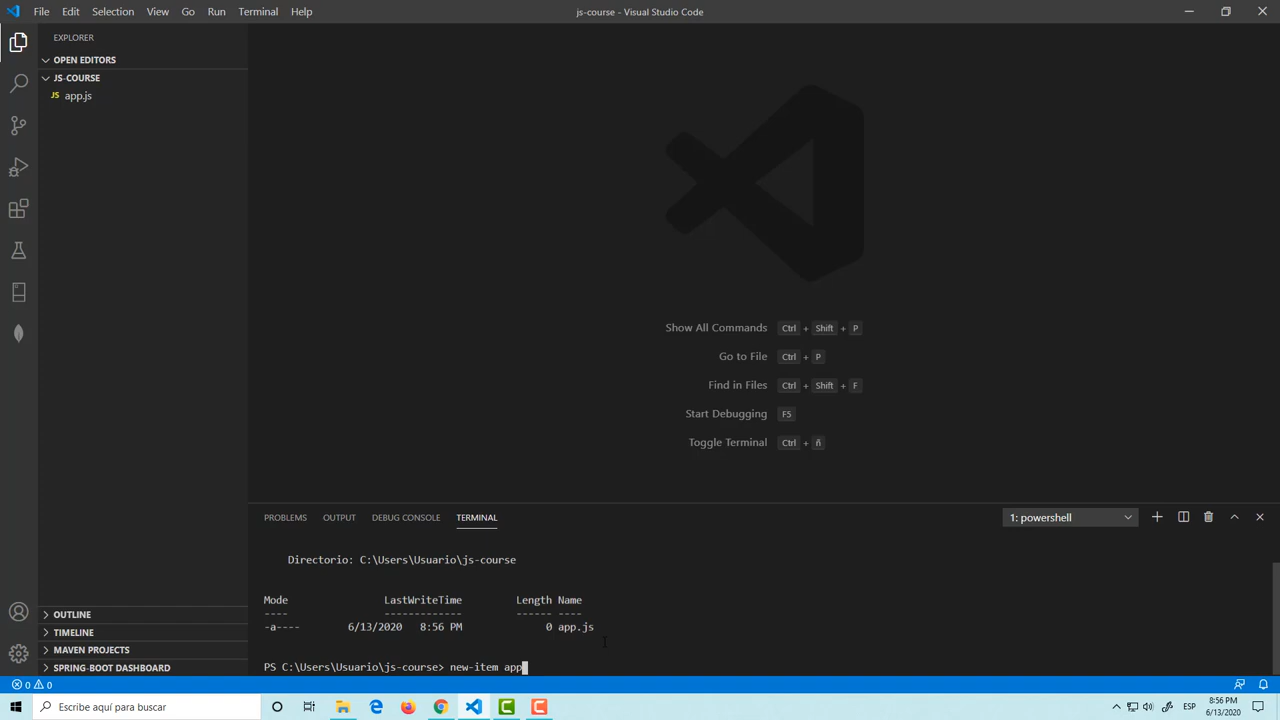 File Edit Selection View Go Run Terminal Help
js-course - Visual Studio Code
EXPLORER
OPEN EDITORS
JS-COURSE
JS app.js
Show All Commands Ctrl + Shift + P
Go to File Ctrl + P
Find in Files Ctrl + Shift + F
Start Debugging F5
Toggle Terminal Ctrl + ñ
PROBLEMS OUTPUT DEBUG CONSOLE TERMINAL
1: powershell
Directorio: C:\Users\Usuario\js-course
Mode LastWriteTime Length Name
---- ------------- ------ ----
-a---- 6/13/2020 8:56 PM 0 app.js
PS C:\Users\Usuario\js-course> new-item app
OUTLINE
TIMELINE
MAVEN PROJECTS
SPRING-BOOT DASHBOARD
0 0
Escribe aquí para buscar
ESP
8:56 PM
6/13/2020